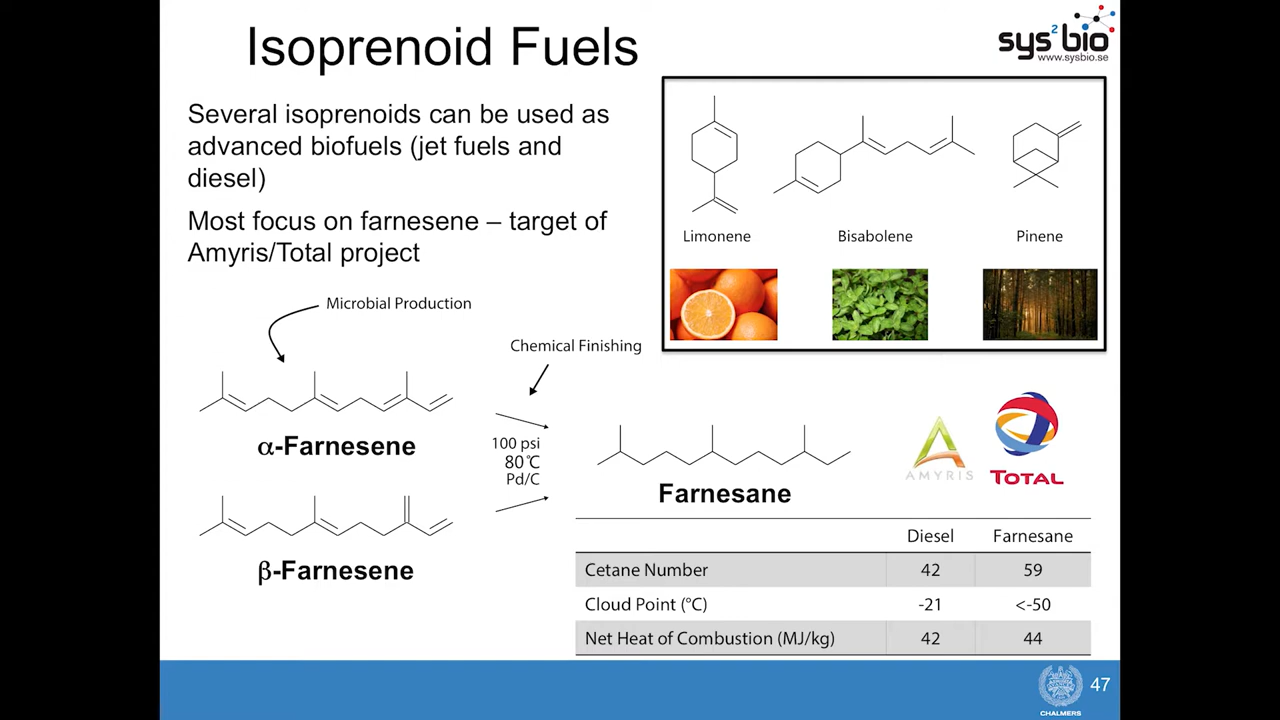 Isoprenoid Fuels
sys2bio
www.sysbio.se
Several isoprenoids can be used as
advanced biofuels (jet fuels and
diesel)
Most focus on farnesene – target of
Amyris/Total project
Limonene
Bisabolene
Pinene
Microbial Production
Chemical Finishing
α-Farnesene
100 psi
80℃
Pd/C
β-Farnesene
Farnesane
AMYRIS
TOTAL
Diesel Farnesane
Cetane Number 42 59
Cloud Point (°C) -21 <-50
Net Heat of Combustion (MJ/kg) 42 44
CHALMERS
47